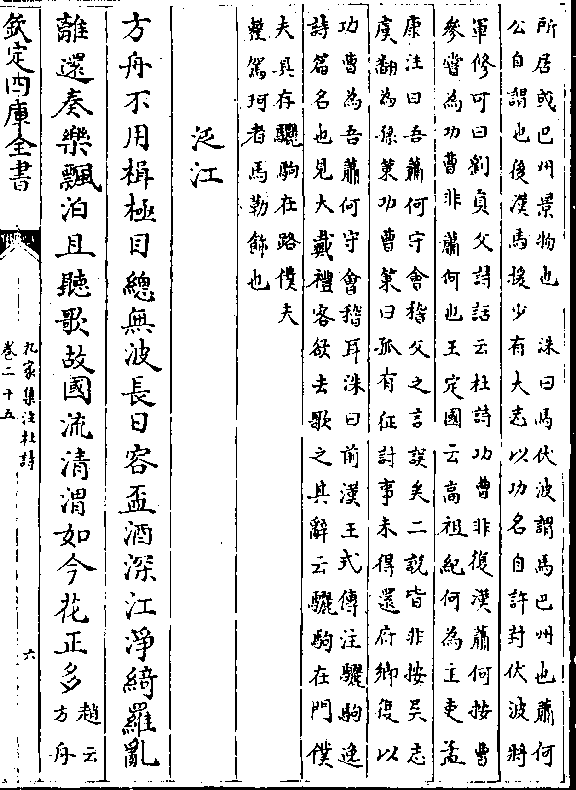 所居或巴州景物也　洙曰馬伏波謂馬巴州也蕭何
公自謂也後漢馬援少有大志以功名自許封伏波將
軍修可曰劉貢父詩話云杜詩功曹非復漢蕭何按曹
參嘗為功曹非蕭何也王定國云高祖紀何為主吏孟
康注曰吾蕭何守會稽父之言誤矣二說皆非按吳志
虞翻為孫策功曹策曰孤有征討事未得還府卿復以
功曹為吾蕭何守會稽耳洙曰前漢王式傳注驪駒逸
詩篇名也見大戴禮客欲去歌之其辭云驪駒在門僕
夫具存驪駒在路僕夫
整駕珂者馬勒飾也
泛江
方舟不用楫極目總無波長日容盃酒深江淨綺羅亂
離還奏樂飄泊且聽歌故國流清渭如今花正多趙云
方舟
欽定四庫全書
九家集注杜詩
卷二十五
六